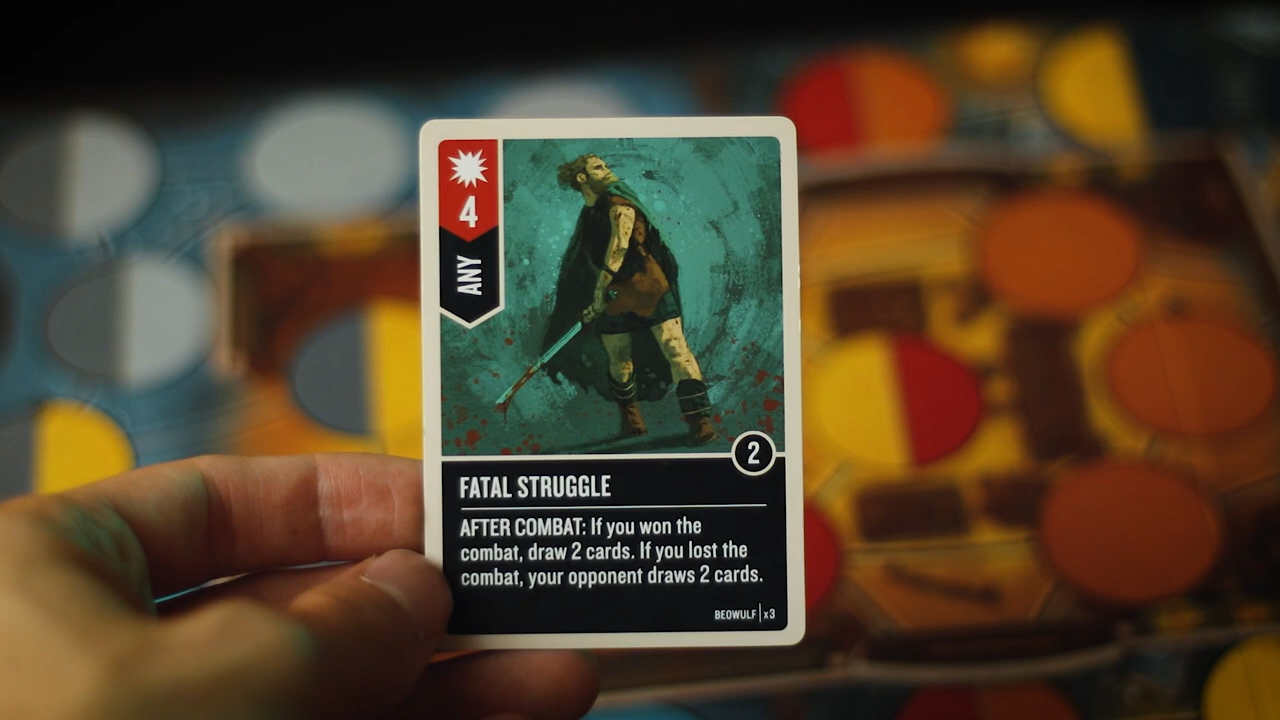 4
ANY
2
FATAL STRUGGLE
AFTER COMBAT: If you won the
combat, draw 2 cards. If you lost the
combat, your opponent draws 2 cards.
BEOWULF | x3